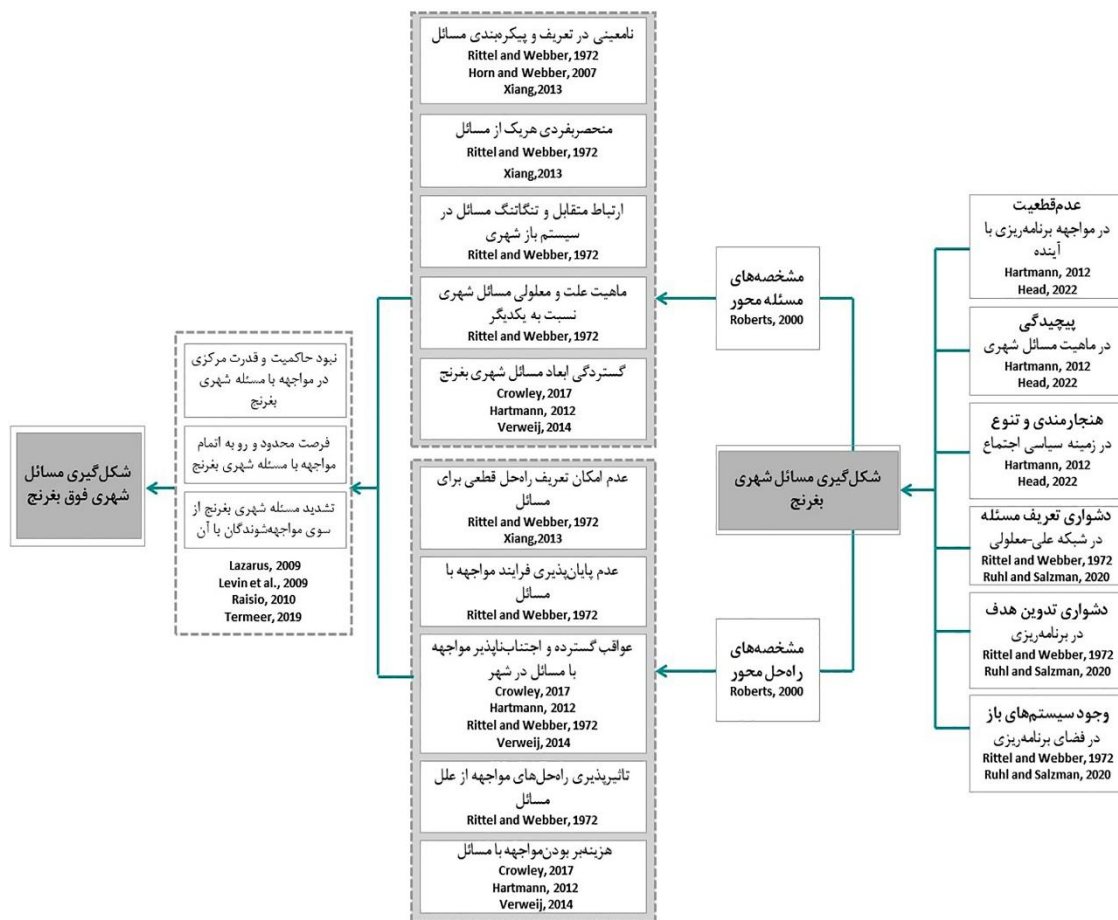 عدم‌قطعیت
در مواجهه برنامه‌ریزی با
آینده
Hartmann, 2012
Head, 2022
پیچیدگی
در ماهیت مسائل شهری
Hartmann, 2012
Head, 2022
هنجارمندی و تنوع
در زمینه سیاسی اجتماع
Hartmann, 2012
Head, 2022
دشواری تعریف مسئله
در شبکه علی-معلولی
Rittel and Webber, 1972
Ruhl and Salzman, 2020
دشواری تدوین هدف
در برنامه‌ریزی
Rittel and Webber, 1972
Ruhl and Salzman, 2020
وجود سیستم‌های باز
در فضای برنامه‌ریزی
Rittel and Webber, 1972
Ruhl and Salzman, 2020
شکل‌گیری مسائل شهری
بغرنج
مشخصه‌های
مسئله محور
Roberts, 2000
مشخصه‌های
راه‌حل محور
Roberts, 2000
نامعینی در تعریف و پیکره‌بندی مسائل
Rittel and Webber, 1972
Horn and Webber, 2007
Xiang,2013
منحصربفردی هریک از مسائل
Rittel and Webber, 1972
Xiang,2013
ارتباط متقابل و تنگاتنگ مسائل در
سیستم باز شهری
Rittel and Webber, 1972
ماهیت علت و معلولی مسائل شهری
نسبت به یکدیگر
Rittel and Webber, 1972
گستردگی ابعاد مسائل شهری بغرنج
Crowley, 2017
Hartmann, 2012
Verweij, 2014
عدم امکان تعریف راه‌حل قطعی برای
مسائل
Rittel and Webber, 1972
Xiang,2013
عدم پایان‌پذیری فرایند مواجهه با
مسائل
Rittel and Webber, 1972
عواقب گسترده و اجتناب‌ناپذیر مواجهه
با مسائل در شهر
Crowley, 2017
Hartmann, 2012
Rittel and Webber, 1972
Verweij, 2014
تاثیرپذیری راه‌حل‌های مواجهه از علل
مسائل
Rittel and Webber, 1972
هزینه‌بر بودن‌مواجهه با مسائل
Crowley, 2017
Hartmann, 2012
Verweij, 2014
نبود حاکمیت و قدرت مرکزی
در مواجهه با مسئله شهری
بغرنج
فرصت محدود و رو به اتمام
مواجهه با مسئله شهری بغرنج
تشدید مسئله شهری بغرنج از
سوی مواجهه‌شوندگان با آن
Lazarus, 2009
Levin et al., 2009
Raisio, 2010
Termeer, 2019
شکل‌گیری مسائل
شهری فوق بغرنج